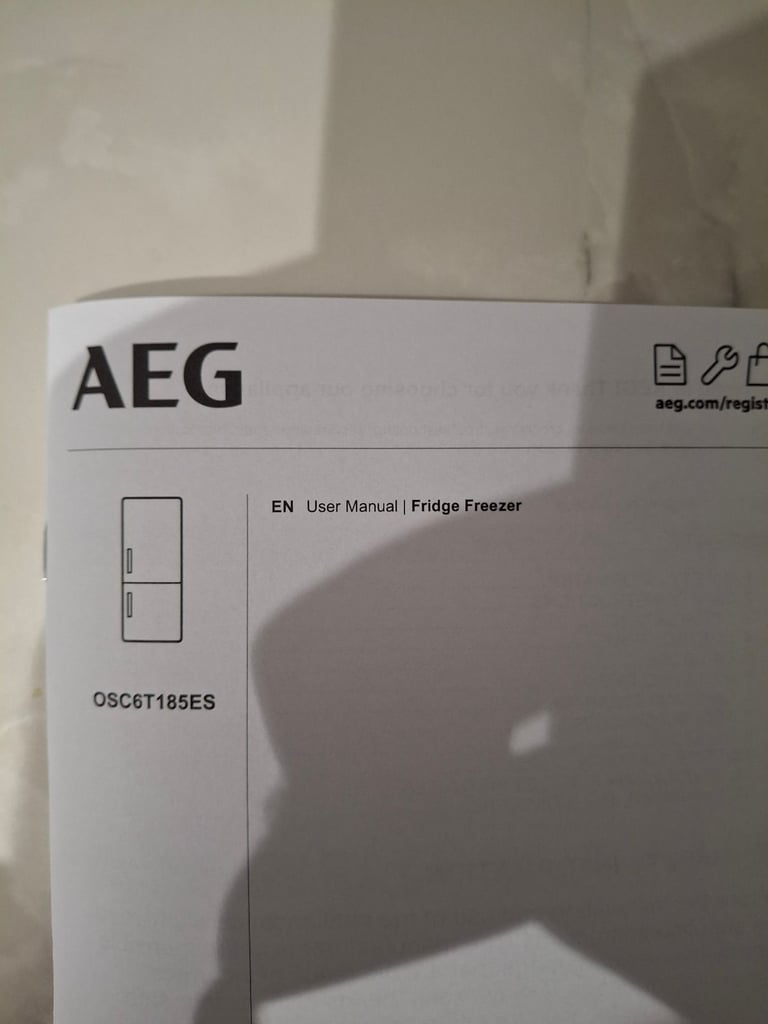 AEG
aeg.com/regist
EN User Manual | Fridge Freezer
OSC6T185ES